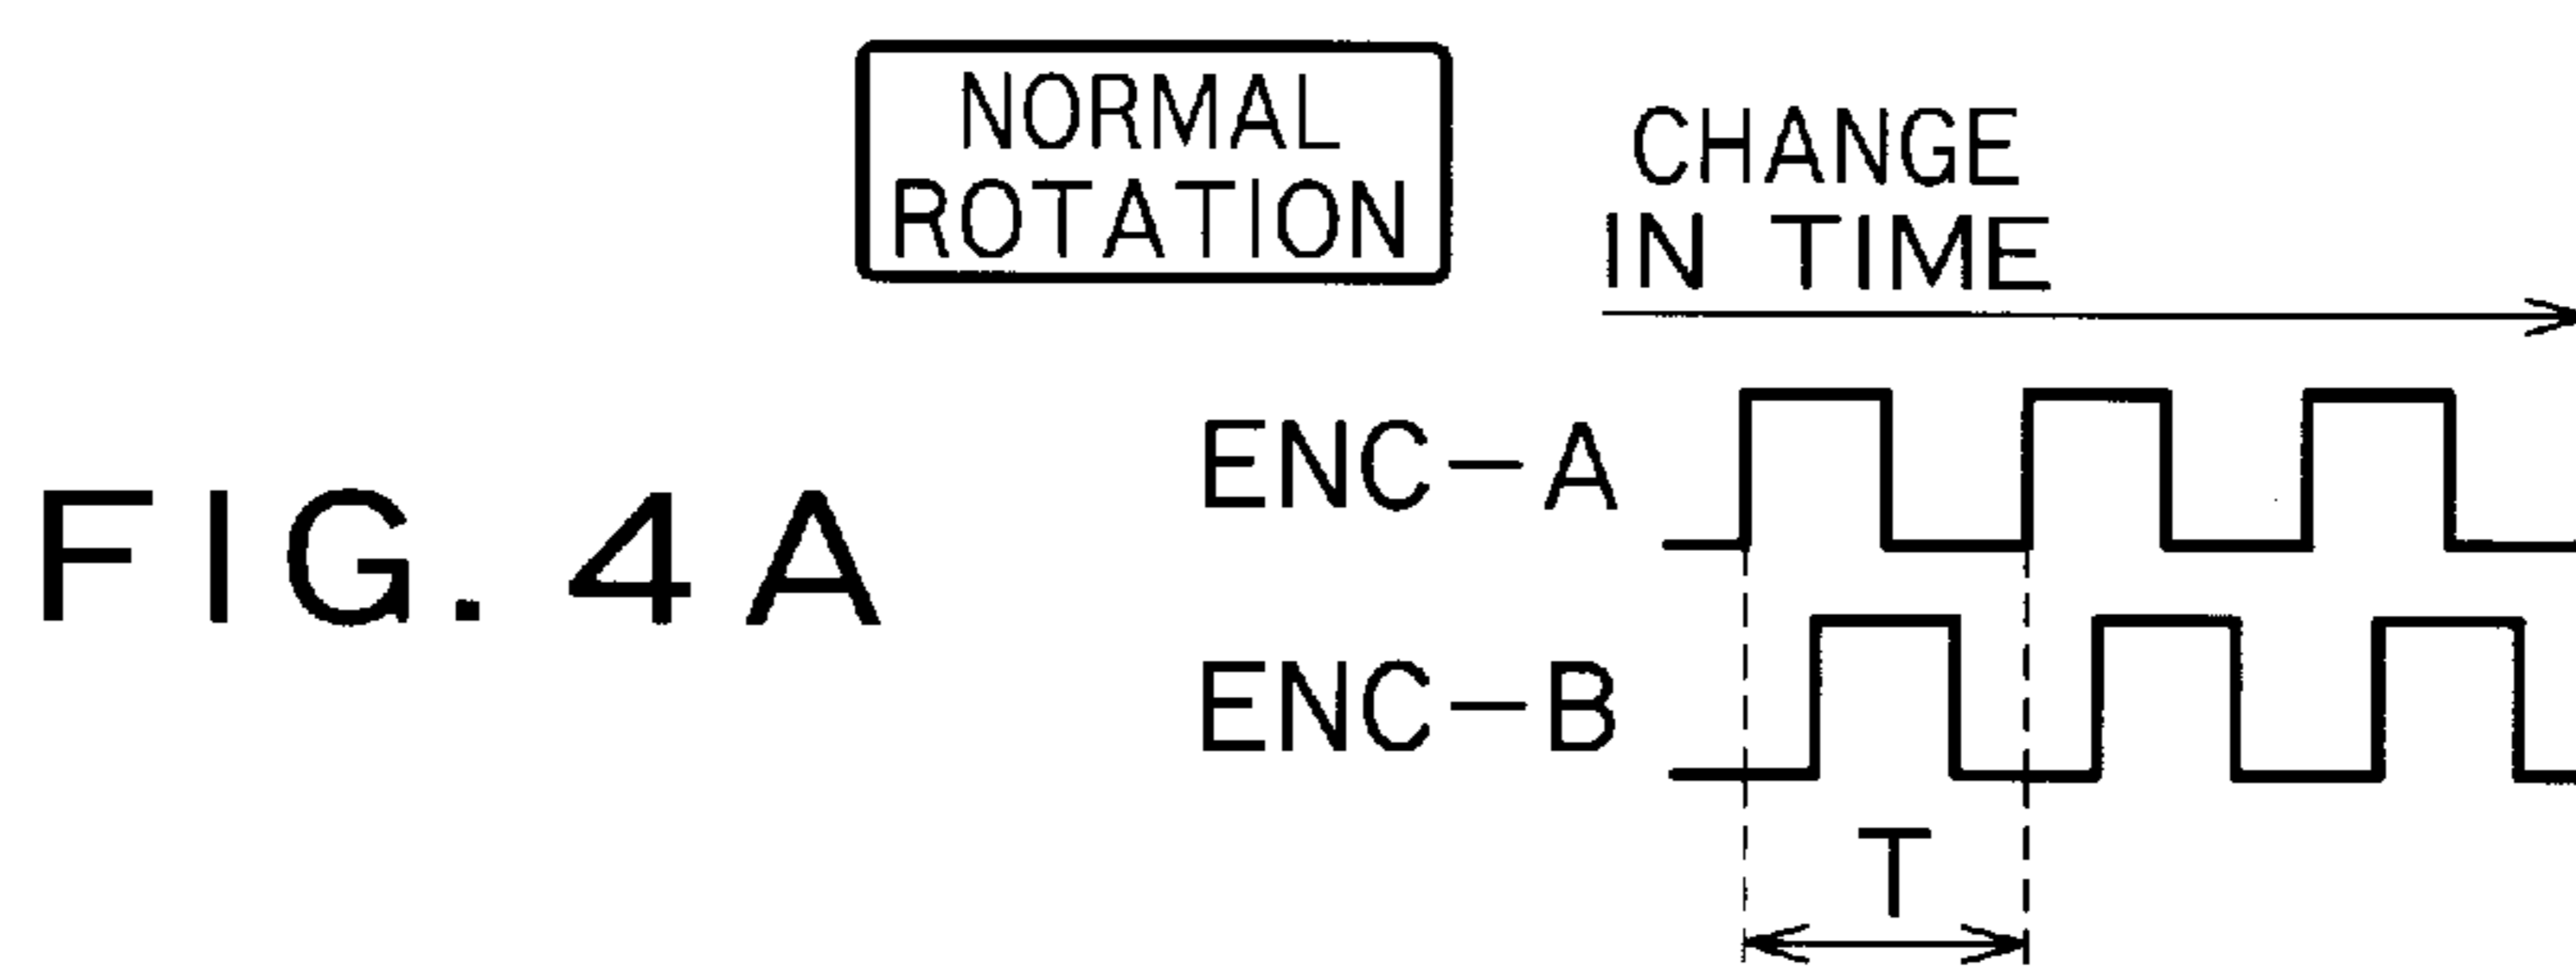 NORMAL
ROTATION
CHANGE
IN TIME
ENC-A
FIG. 4A
ENC-B
T